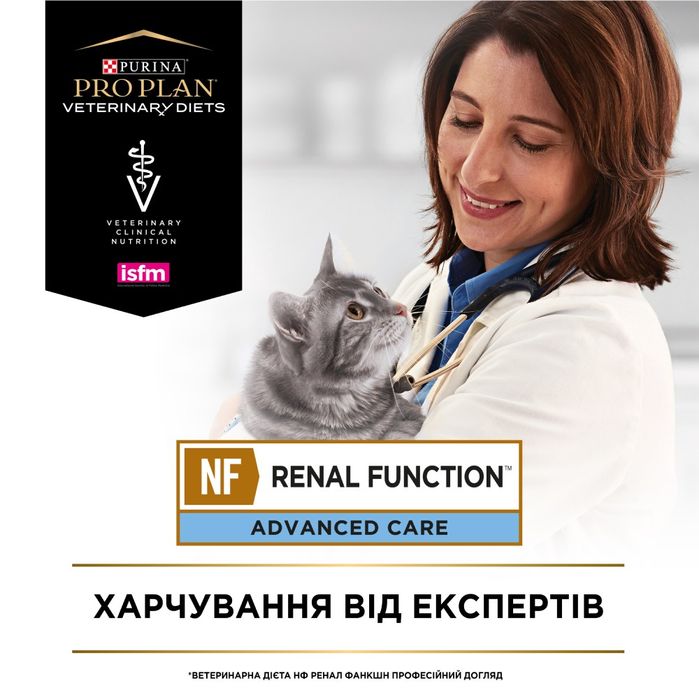 PURINA
PRO PLAN
VETERINARY DIETS
VETERINARY
CLINICAL
NUTRITION
isfm
NF RENAL FUNCTION™
ADVANCED CARE
ХАРЧУВАННЯ ВІД ЕКСПЕРТІВ
*ВЕТЕРИНАРНА ДІЄТА НФ РЕНАЛ ФАНКШН ПРОФЕСІЙНИЙ ДОГЛЯД